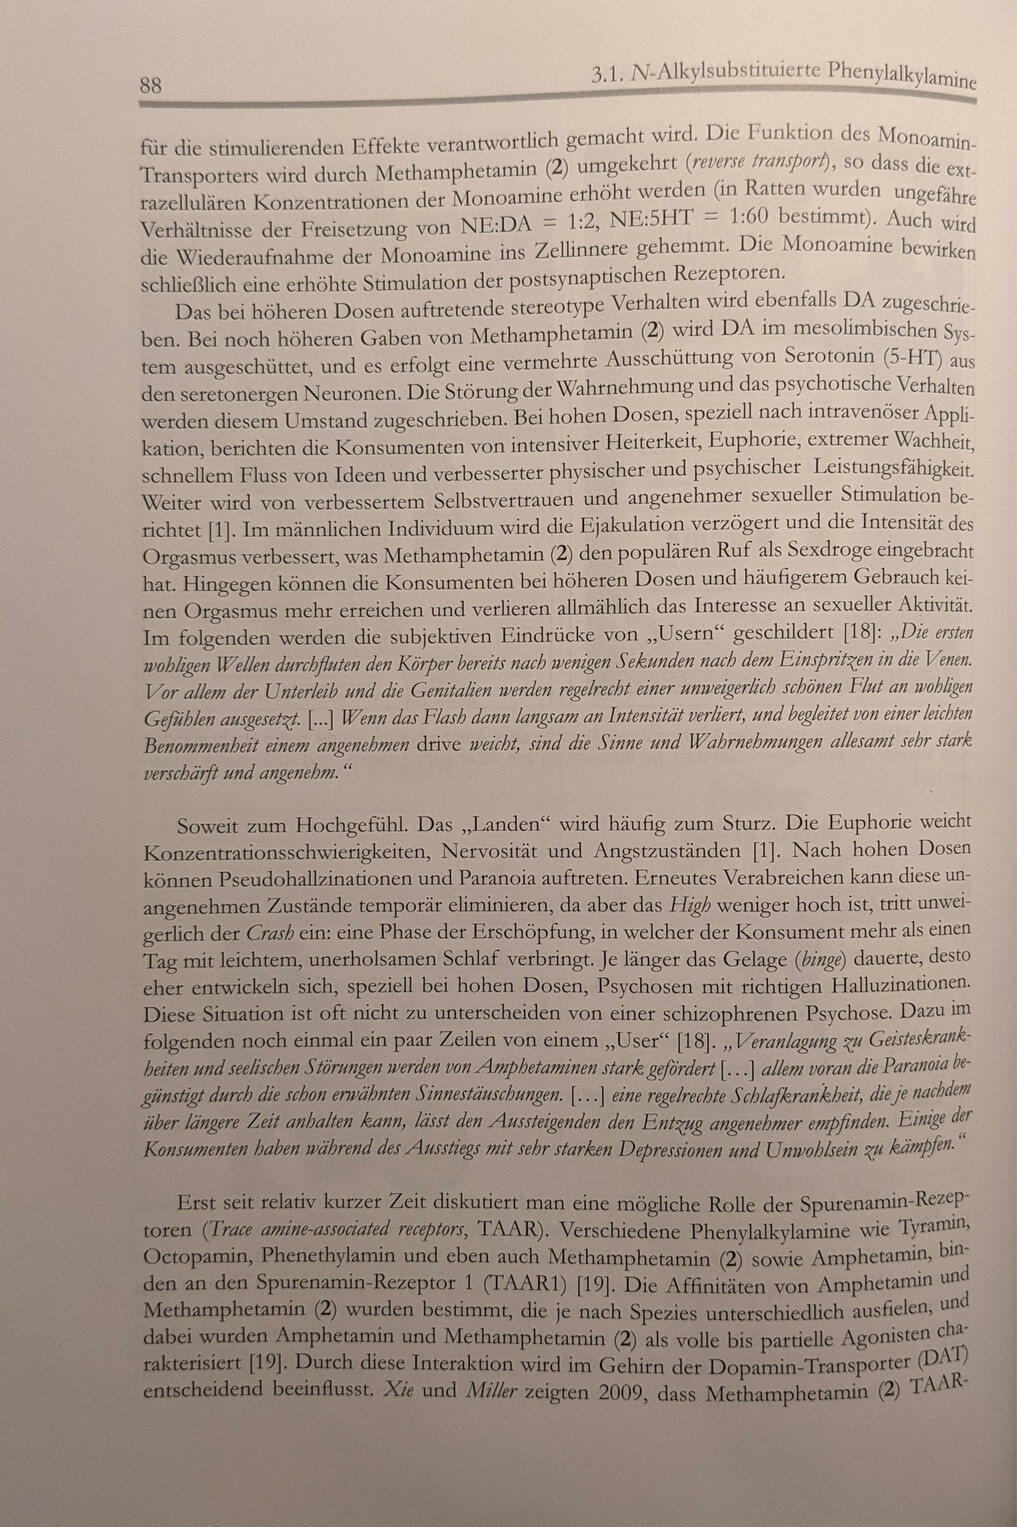 88
3.1. N-Alkylsubstituierte Phenylalkylamine
für die stimulierenden Effekte verantwortlich gemacht wird. Die Funktion des Monoamin-
Transporters wird durch Methamphetamin (2) umgekehrt (reverse transport), so dass die ext-
razellulären Konzentrationen der Monoamine erhöht werden (in Ratten wurden ungefähre
Verhältnisse der Freisetzung von NE:DA = 1:2, NE:5HT = 1:60 bestimmt). Auch wird
die Wiederaufnahme der Monoamine ins Zellinnere gehemmt. Die Monoamine bewirken
schließlich eine erhöhte Stimulation der postsynaptischen Rezeptoren.
Das bei höheren Dosen auftretende stereotype Verhalten wird ebenfalls DA zugeschrie-
ben. Bei noch höheren Gaben von Methamphetamin (2) wird DA im mesolimbischen Sys-
tem ausgeschüttet, und es erfolgt eine vermehrte Ausschüttung von Serotonin (5-HT) aus
den seretonergen Neuronen. Die Störung der Wahrnehmung und das psychotische Verhalten
werden diesem Umstand zugeschrieben. Bei hohen Dosen, speziell nach intravenöser Appli-
kation, berichten die Konsumenten von intensiver Heiterkeit, Euphorie, extremer Wachheit,
schnellem Fluss von Ideen und verbesserter physischer und psychischer Leistungsfähigkeit.
Weiter wird von verbessertem Selbstvertrauen und angenehmer sexueller Stimulation be-
richtet [1]. Im männlichen Individuum wird die Ejakulation verzögert und die Intensität des
Orgasmus verbessert, was Methamphetamin (2) den populären Ruf als Sexdroge eingebracht
hat. Hingegen können die Konsumenten bei höheren Dosen und häufigerem Gebrauch kei-
nen Orgasmus mehr erreichen und verlieren allmählich das Interesse an sexueller Aktivität.
Im folgenden werden die subjektiven Eindrücke von „Usern“ geschildert [18]: „Die ersten
wohligen Wellen durchfluten den Körper bereits nach wenigen Sekunden nach dem Einspritzen in die Venen.
Vor allem der Unterleib und die Genitalien werden regelrecht einer unweigerlich schönen Flut an wohligen
Gefühlen ausgesetzt. [...] Wenn das Flash dann langsam an Intensität verliert, und begleitet von einer leichten
Benommenheit einem angenehmen drive weicht, sind die Sinne und Wahrnehmungen allesamt sehr stark
verschärft und angenehm.“
Soweit zum Hochgefühl. Das „Landen“ wird häufig zum Sturz. Die Euphorie weicht
Konzentrationsschwierigkeiten, Nervosität und Angstzuständen [1]. Nach hohen Dosen
können Pseudohallzinationen und Paranoia auftreten. Erneutes Verabreichen kann diese un-
angenehmen Zustände temporär eliminieren, da aber das High weniger hoch ist, tritt unwei-
gerlich der Crash ein: eine Phase der Erschöpfung, in welcher der Konsument mehr als einen
Tag mit leichtem, unerholsamen Schlaf verbringt. Je länger das Gelage (binge) dauerte, desto
eher entwickeln sich, speziell bei hohen Dosen, Psychosen mit richtigen Halluzinationen.
Diese Situation ist oft nicht zu unterscheiden von einer schizophrenen Psychose. Dazu im
folgenden noch einmal ein paar Zeilen von einem „User“ [18]. „Veranlagung zu Geisteskrank-
heiten und seelischen Störungen werden von Amphetaminen stark gefördert [...] allem voran die Paranoia be-
günstigt durch die schon erwähnten Sinnestäuschungen. [...] eine regelrechte Schlafkrankheit, die je nachdem
über längere Zeit anhalten kann, lässt den Aussteigenden den Entzug angenehmer empfinden. Einige der
Konsumenten haben während des Ausstiegs mit sehr starken Depressionen und Unwohlsein zu kämpfen.“
Erst seit relativ kurzer Zeit diskutiert man eine mögliche Rolle der Spurenamin-Rezep-
toren (Trace amine-associated receptors, TAAR). Verschiedene Phenylalkylamine wie Tyramin,
Octopamin, Phenethylamin und eben auch Methamphetamin (2) sowie Amphetamin, bin-
den an den Spurenamin-Rezeptor 1 (TAAR1) [19]. Die Affinitäten von Amphetamin und
Methamphetamin (2) wurden bestimmt, die je nach Spezies unterschiedlich ausfielen, und
dabei wurden Amphetamin und Methamphetamin (2) als volle bis partielle Agonisten cha-
rakterisiert [19]. Durch diese Interaktion wird im Gehirn der Dopamin-Transporter (DAT)
entscheidend beeinflusst. Xie und Miller zeigten 2009, dass Methamphetamin (2) TAAR-